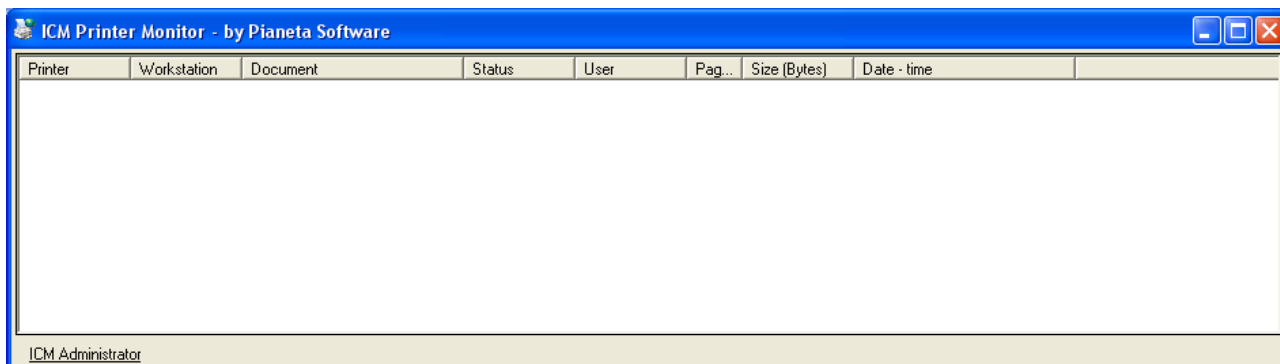 ICM Printer Monitor - by Pianeta Software
Printer Workstation Document Status User Pag... Size (Bytes) Date - time
ICM Administrator